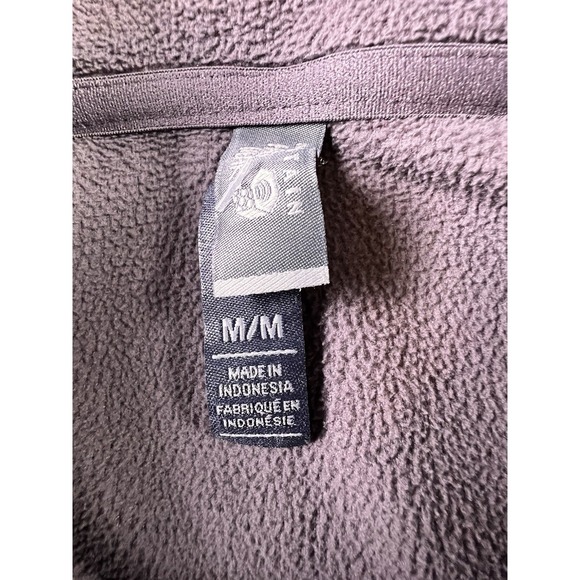 TAIN
M/M
MADE IN
INDONESIA
FABRIQUÉ EN
INDONÉSIE